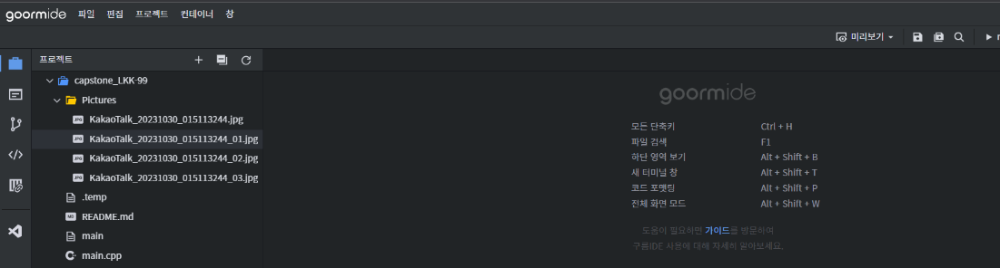 goormide 파일 편집 프로젝트 컨테이너 창
미리보기
프로젝트
capstone_LKK-99
Pictures
JPG KakaoTalk_20231030_015113244.jpg
JPG KakaoTalk_20231030_015113244_01.jpg
JPG KakaoTalk_20231030_015113244_02.jpg
JPG KakaoTalk_20231030_015113244_03.jpg
.temp
README.md
main
main.cpp
goormide
모든 단축키 Ctrl + H
파일 검색 F1
하단 영역 보기 Alt + Shift + B
새 터미널 창 Alt + Shift + T
코드 포맷팅 Alt + Shift + P
전체 화면 모드 Alt + Shift + W
도움이 필요하면 가이드를 방문하여
구름IDE 사용에 대해 자세히 알아보세요.